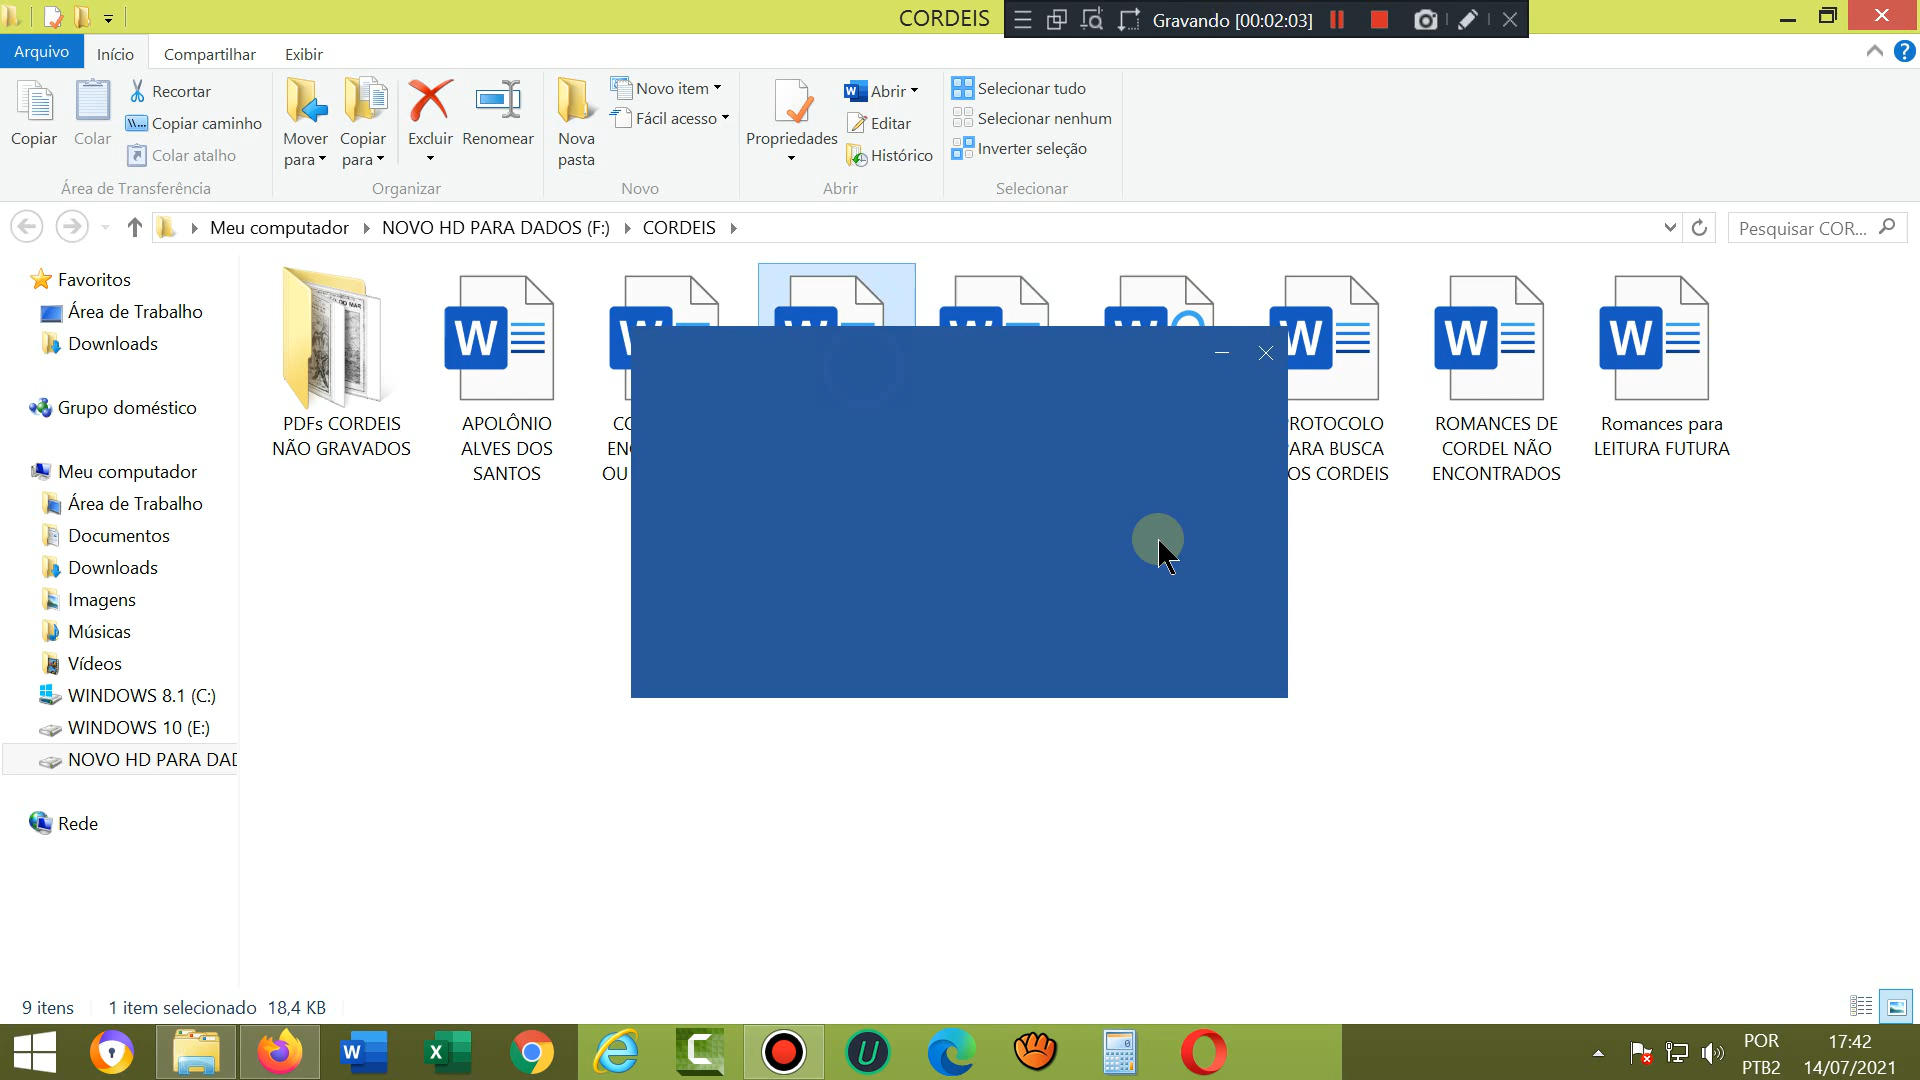 CORDEIS
Gravando [00:02:03]
Arquivo
Início
Compartilhar
Exibir
Copiar
Colar
Recortar
Copiar caminho
Colar atalho
Área de Transferência
Mover para
Copiar para
Excluir
Renomear
Organizar
Nova pasta
Novo item
Fácil acesso
Novo
Propriedades
Abrir
Editar
Histórico
Abrir
Selecionar tudo
Selecionar nenhum
Inverter seleção
Selecionar
Meu computador
NOVO HD PARA DADOS (F:)
CORDEIS
Pesquisar COR...
Favoritos
Área de Trabalho
Downloads
Grupo doméstico
Meu computador
Área de Trabalho
Documentos
Downloads
Imagens
Músicas
Vídeos
WINDOWS 8.1 (C:)
WINDOWS 10 (E:)
NOVO HD PARA DAD
Rede
PDFs CORDEIS
NÃO GRAVADOS
APOLÔNIO
ALVES DOS
SANTOS
CO
EN
OU
ROTOCOLO
ARA BUSCA
OS CORDEIS
ROMANCES DE
CORDEL NÃO
ENCONTRADOS
Romances para
LEITURA FUTURA
9 itens
1 item selecionado 18,4 KB
POR
PTB2
17:42
14/07/2021